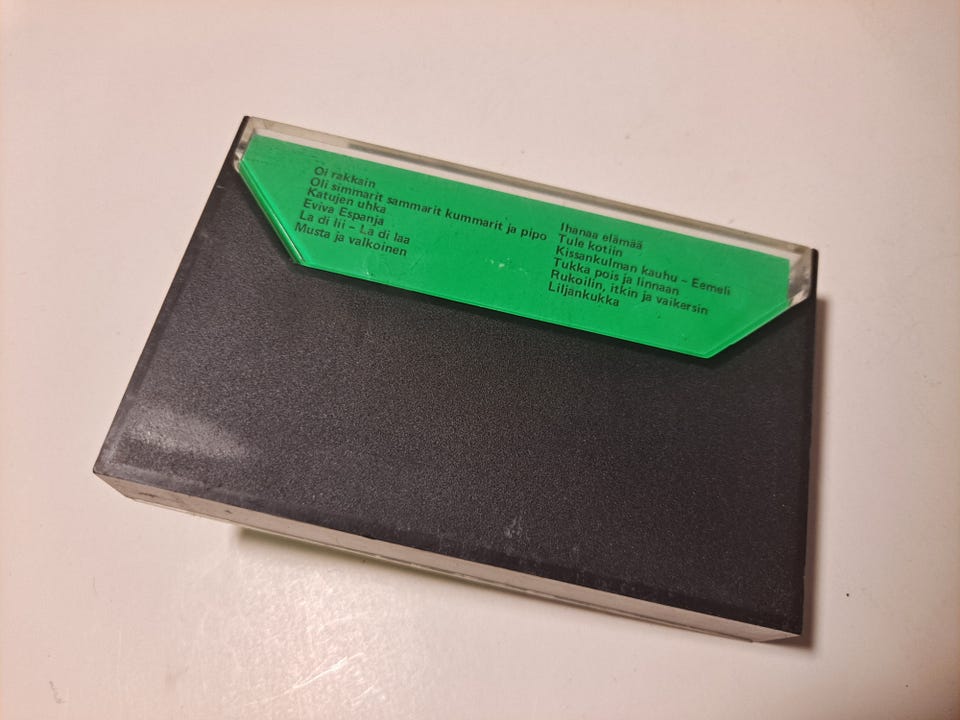 Oi rakkain
Oli simmarit sammarit kummarit ja pipo
Katujen uhka
Eviva Espanja
La di lii – La di laa
Musta ja valkoinen
Ihanaa elämää
Tule kotiin
Kissankulman kauhu – Eemeli
Tukka pois ja linnaan
Rukoilin, itkin ja vaikersin
Liljankukka